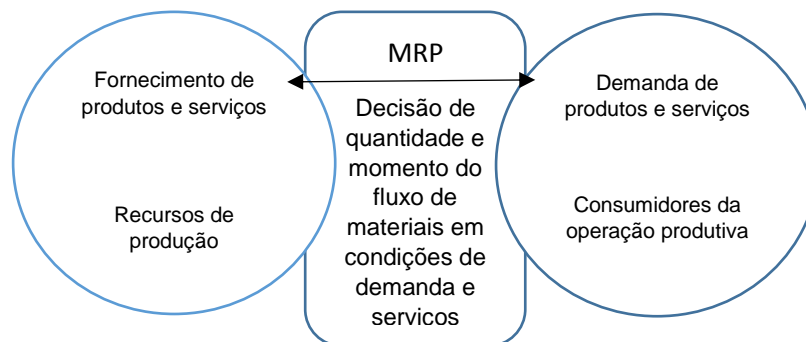 Fornecimento de
produtos e serviços
Recursos de
produção
MRP
Decisão de
quantidade e
momento do
fluxo de
materiais em
condições de
demanda e
serviços
Demanda de
produtos e serviços
Consumidores da
operação produtiva